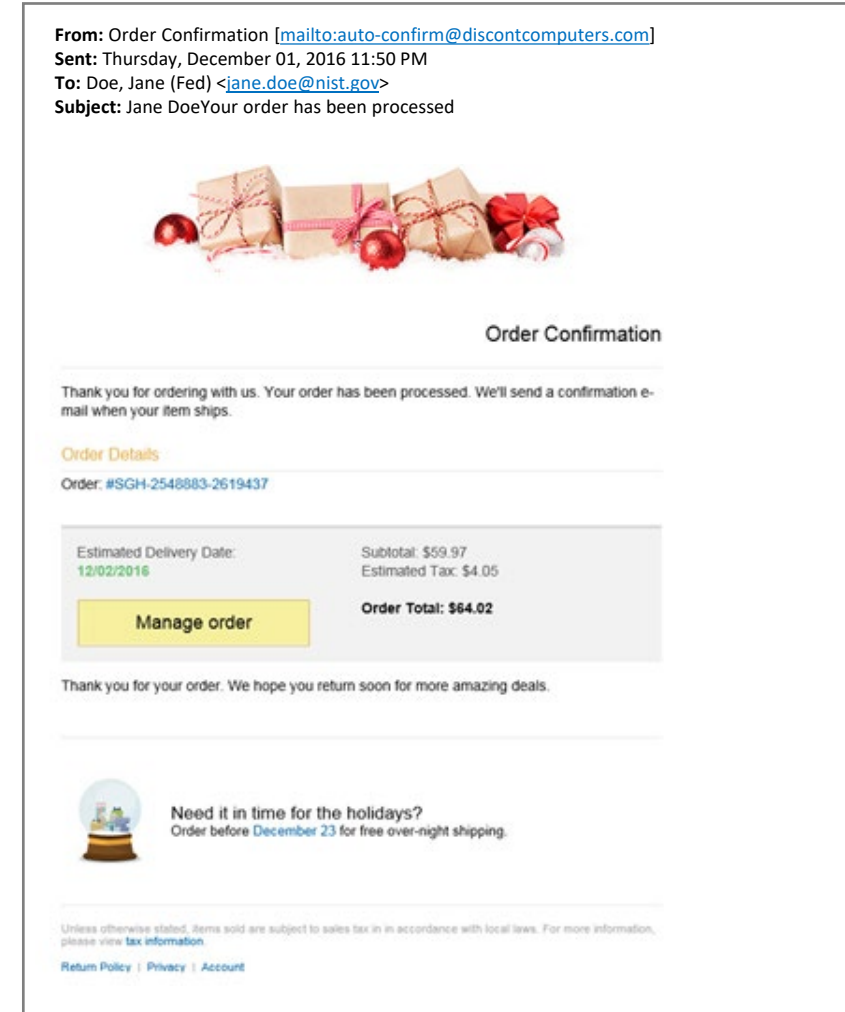 From: Order Confirmation [mailto:auto-confirm@discontcomputers.com]
Sent: Thursday, December 01, 2016 11:50 PM
To: Doe, Jane (Fed) <jane.doe@nist.gov>
Subject: Jane DoeYour order has been processed
Order Confirmation
Thank you for ordering with us. Your order has been processed. We'll send a confirmation e-
mail when your item ships.
Order Details
Order: #SGH-2548883-2619437
Estimated Delivery Date:
12/02/2016
Manage order
Subtotal: $59.97
Estimated Tax: $4.05
Order Total: $64.02
Thank you for your order. We hope you return soon for more amazing deals.
Need it in time for the holidays?
Order before December 23 for free over-night shipping.
Unless otherwise stated, items sold are subject to sales tax in in accordance with local laws. For more information,
please view tax information.
Return Policy | Privacy | Account